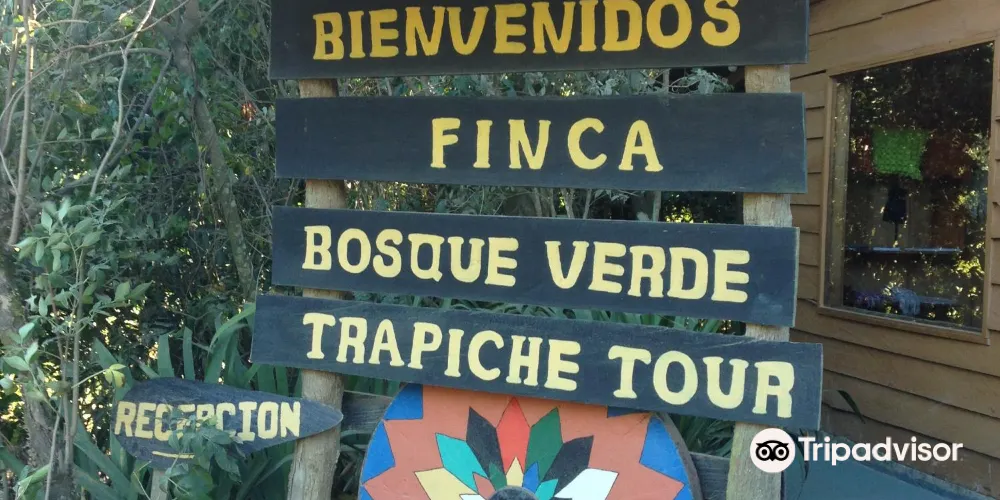 BIENVENIDOS
FINCA
BOSQUE VERDE
TRAPICHE TOUR
RECEPCION
Tripadvisor